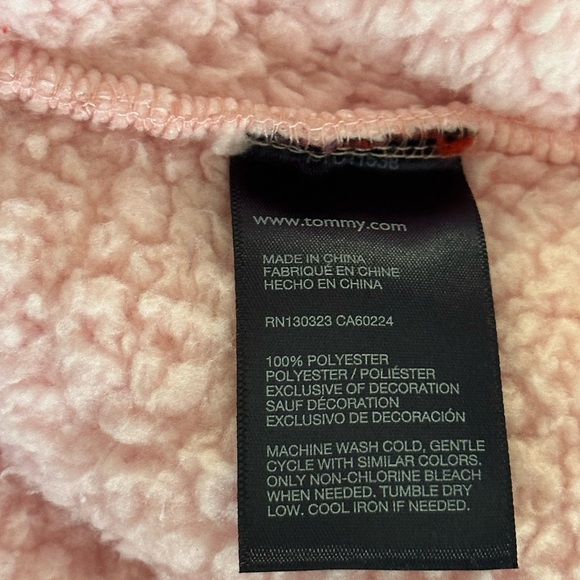 www.tommy.com
MADE IN CHINA
FABRIQUÉ EN CHINE
HECHO EN CHINA
RN130323 CA60224
100% POLYESTER
POLYESTER / POLIÉSTER
EXCLUSIVE OF DECORATION
SAUF DÉCORATION
EXCLUSIVO DE DECORACIÓN
MACHINE WASH COLD, GENTLE
CYCLE WITH SIMILAR COLORS.
ONLY NON-CHLORINE BLEACH
WHEN NEEDED. TUMBLE DRY
LOW. COOL IRON IF NEEDED.